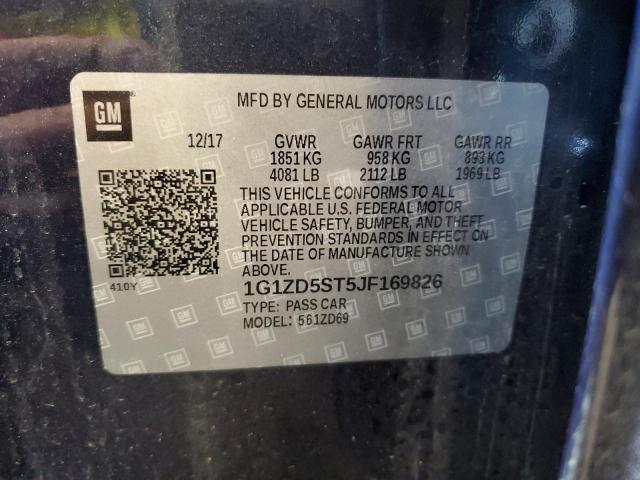 GM
MFD BY GENERAL MOTORS LLC
12/17 GVWR GAWR FRT GAWR RR
1851 KG 958 KG 893 KG
4081 LB 2112 LB 1969 LB
THIS VEHICLE CONFORMS TO ALL
APPLICABLE U.S. FEDERAL MOTOR
VEHICLE SAFETY, BUMPER, AND THEFT
PREVENTION STANDARDS IN EFFECT ON
THE DATE OF MANUFACTURE SHOWN
ABOVE.
410Y
1G1ZD5ST5JF169826
TYPE: PASS CAR
MODEL: 561ZD69